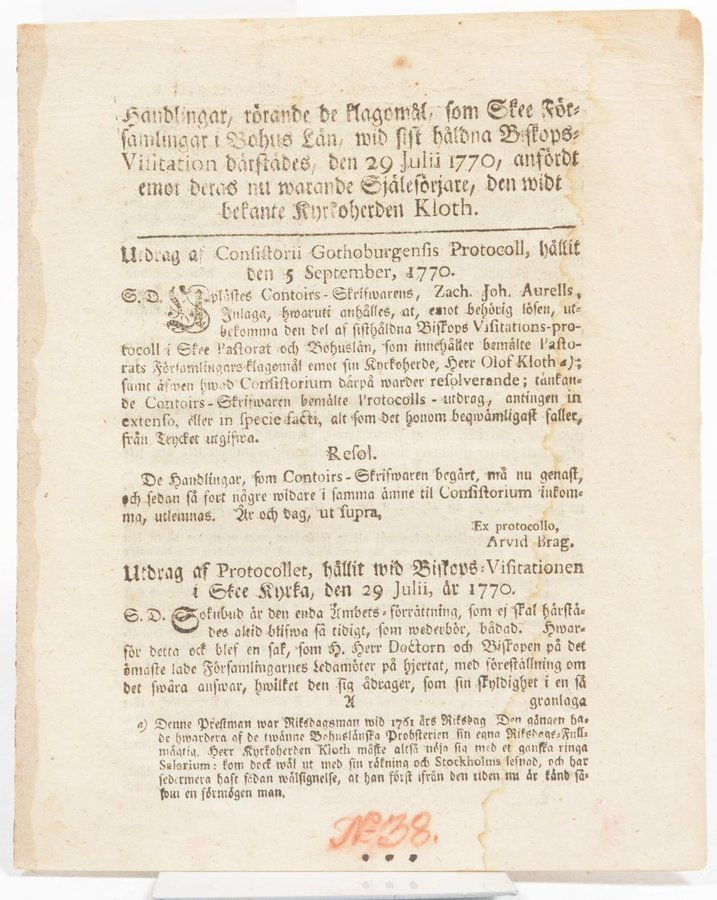 Handlingar, rörande de klagomål, som Skee För-
samlingar i Bohus Län, wid sist håldna Biskops-
Visitation därstädes, den 29 Julii 1770, anfördt
emot deras nu warande Själesörjare, den widt
bekante Kyrkoherden Kloth.
Utdrag af Consistorii Gothoburgensis Protocoll, hållit
den 5 September, 1770.
S. D. Uplästes Contoirs-Skrifwarens, Zach. Joh. Aurells,
Inlaga, hwaruti anhålles, at, emot behörig lösen, ut-
bekomma den del af sisthåldna Biskops Visitations-pro-
tocoll i Skee Pastorat och Bohuslän, som innehåller bemälte Pasto-
rats Församlingars klagomål emot sin Kyrkoherde, Herr Olof Kloth a);
samt äfwen hwad Consistorium därpå warder resolverande; tänkan-
de Contoirs-Skrifwaren bemälte Protocolls-utdrag, antingen in
extenso, eller in specie facti, alt som det honom beqwämligast faller,
från Trycket utgifwa.
Resol.
De Handlingar, som Contoirs-Skrifwaren begärt, må nu genast,
och sedan så fort någre widare i samma ämne til Consistorium inkom-
ma, utlemnas. År och dag, ut supra,
Ex protocollo,
Arvid Brag.
Utdrag af Protocollet, hållit wid Biskops-Visitationen
i Skee Kyrka, den 29 Julii, år 1770.
S. D. Soknbud är den enda Ämbets-förrättning, som ej skal härstä-
des altid blifwa så tidigt, som wederbör, bådad. Hwar-
för detta ock blef en sak, som H. Herr Doctorn och Biskopen på det
ömaste lade Församlingarnes Ledamöter på hjertat, med föreställning om
det swåra answar, hwilket den sig ådrager, som sin skyldighet i en så
A granlaga
a) Denne Prestman war Riksdagsman wid 1761 års Riksdag. Den gången ha-
de hwardera af de twänne Bohuslänska Probsterien sin egna Riksdags-Full-
mägtig. Herr Kyrkoherden Kloth måste altså nöja sig med et ganska ringa
Salarium: kom dock wäl ut med sin räkning och Stockholms lefnad, och har
sedermera haft sådan wälsignelse, at han först ifrån den tiden nu är känd så-
som en förmögen man.
No 38.